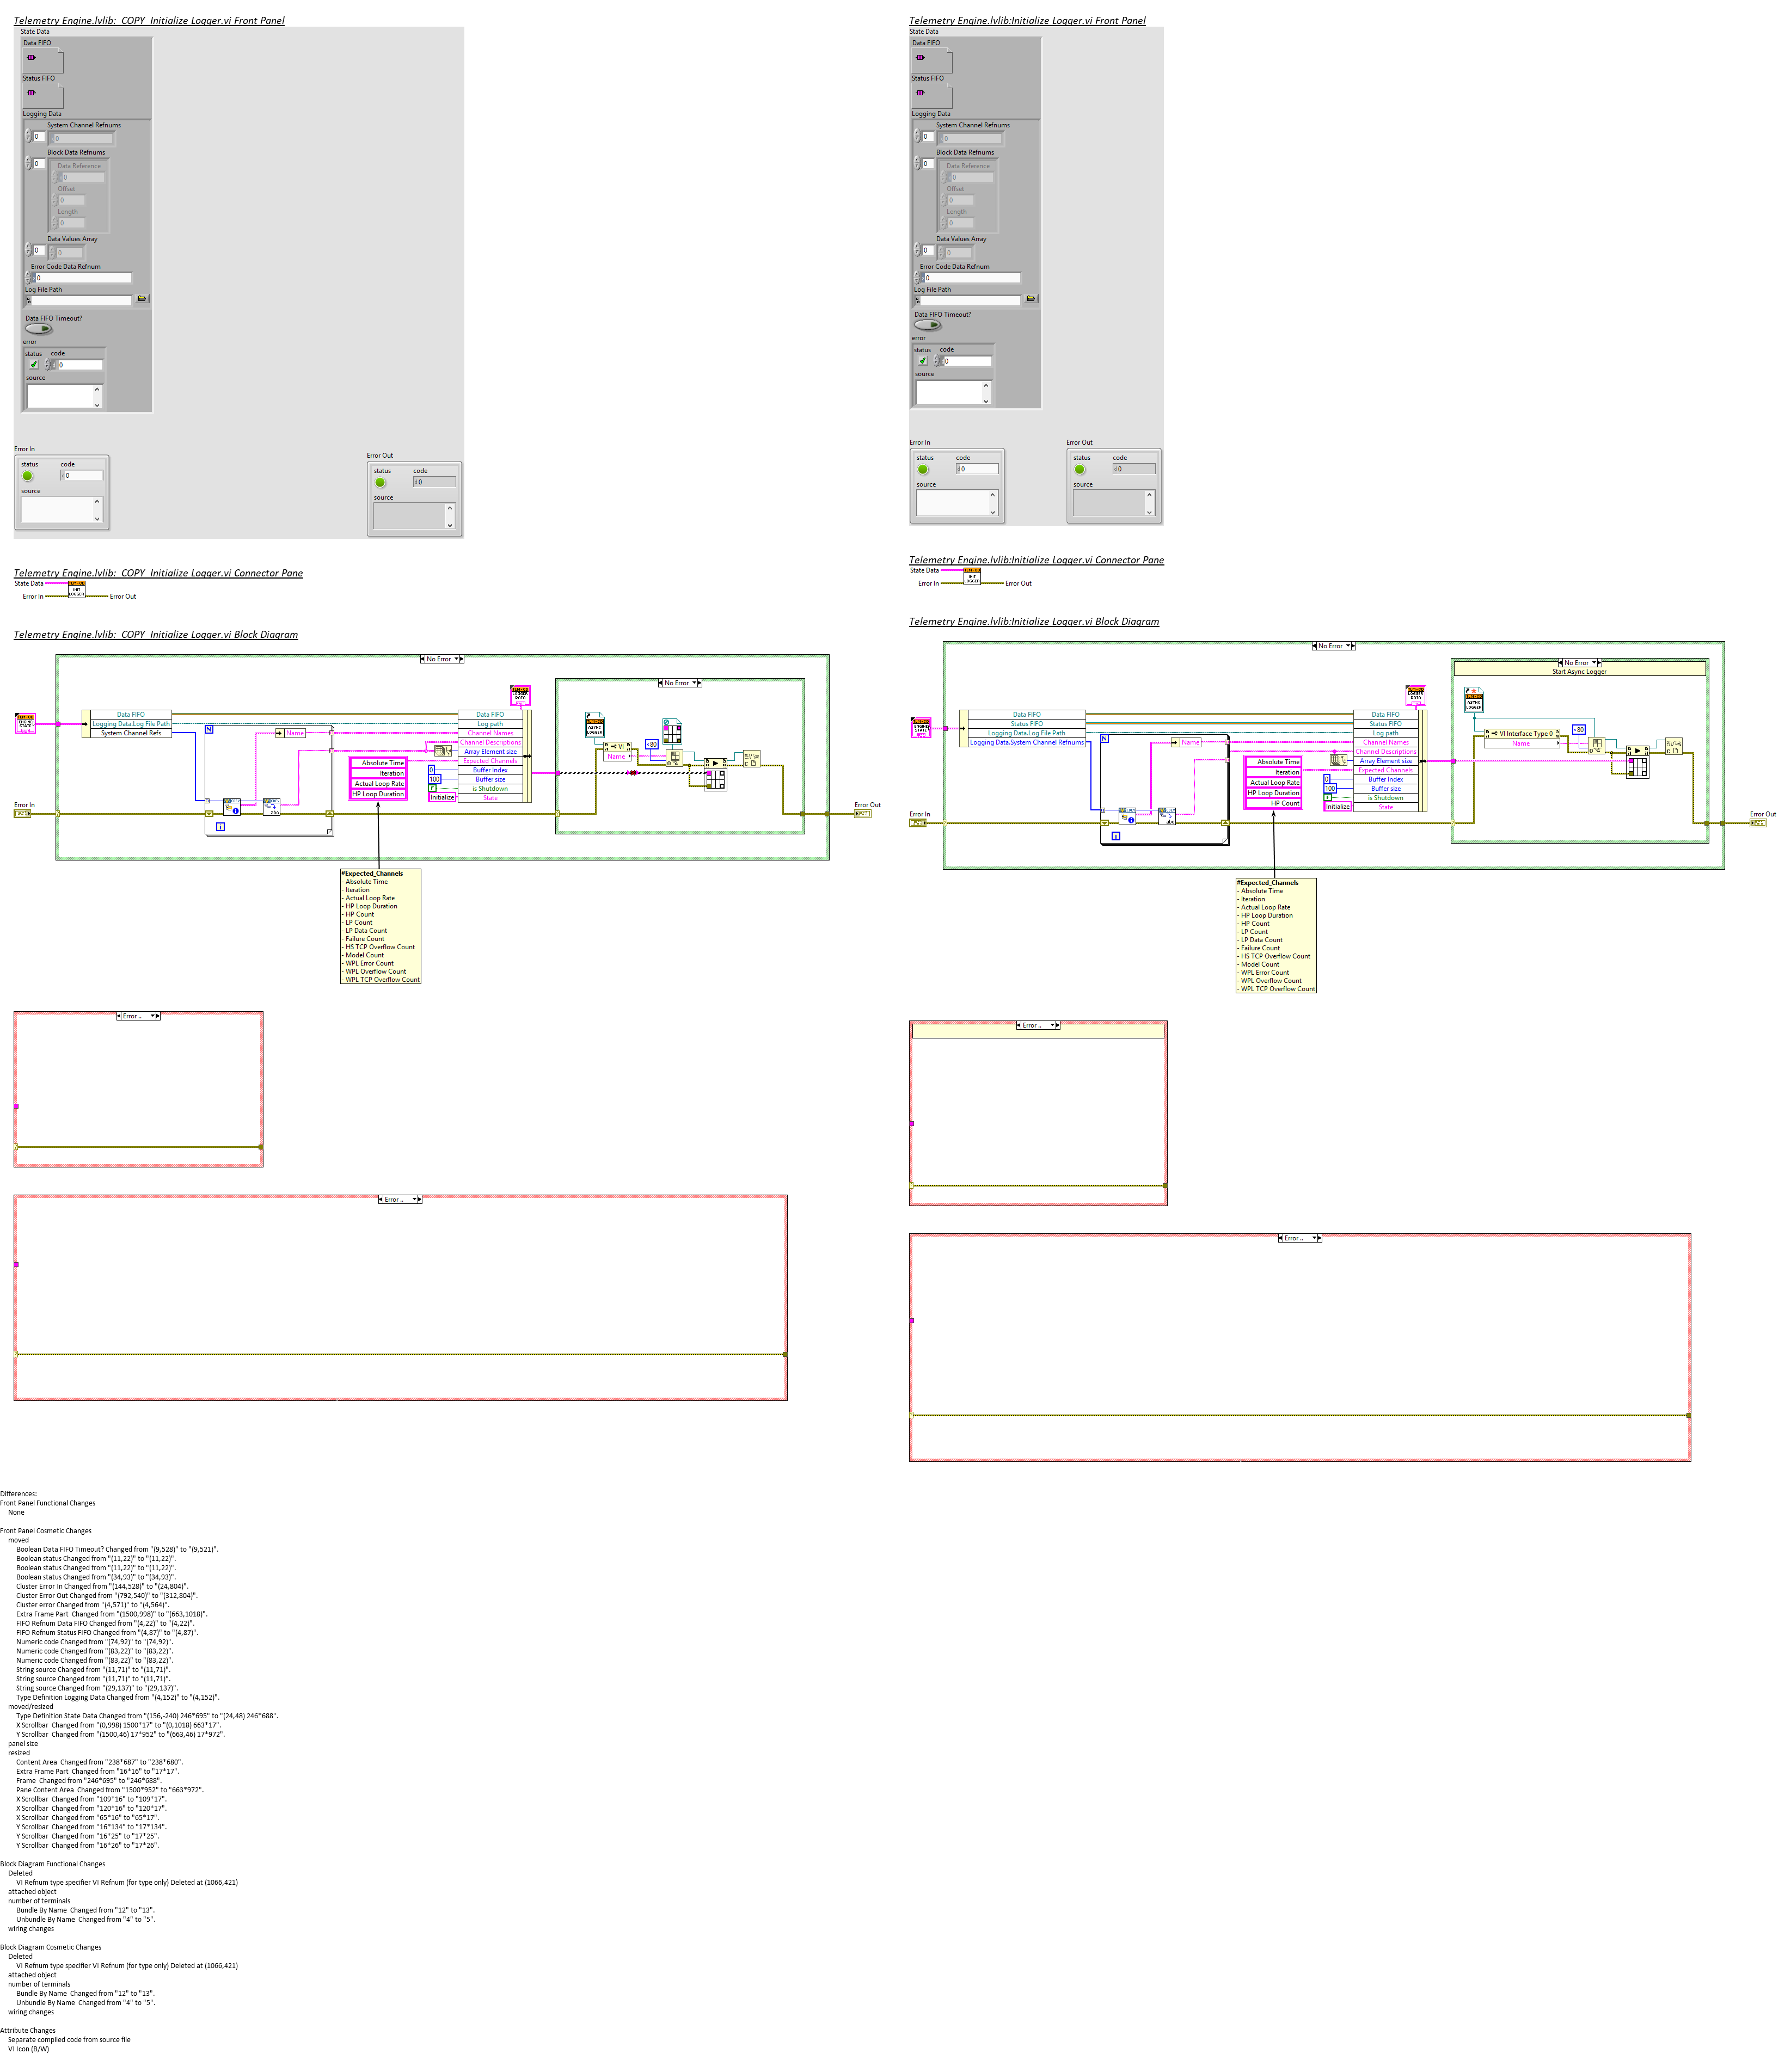 Telemetry Engine.lvlib:_COPY_Initialize Logger.vi Front Panel
State Data
Data FIFO
Status FIFO
Logging Data
System Channel Refnums
0
0
Block Data Refnums
0
Data Reference
0
Offset
0
Length
0
Data Values Array
0
0
Error Code Data Refnum
0
Log File Path
Data FIFO Timeout?
error
status code
0
source
Error In
status code
0
source
Error Out
status code
0
source
Telemetry Engine.lvlib:_COPY_Initialize Logger.vi Connector Pane
State Data
INIT
LOGGER
Error In
Error Out
Telemetry Engine.lvlib:_COPY_Initialize Logger.vi Block Diagram
No Error
No Error
LOGGER
DATA
Data FIFO
Logging Data.Log File Path
System Channel Refs
N
Name
Data FIFO
Log path
Channel Names
Channel Descriptions
Array Element size
Expected Channels
Buffer Index
Buffer size
is Shutdown
State
Absolute Time
Iteration
Actual Loop Rate
HP Loop Duration
0
100
F
Initialize
ASYNC
LOGGER
VI
Name
×80
Error In
Error Out
abc
i
#Expected_Channels
- Absolute Time
- Iteration
- Actual Loop Rate
- HP Loop Duration
- HP Count
- LP Count
- LP Data Count
- Failure Count
- HS TCP Overflow Count
- Model Count
- WPL Error Count
- WPL Overflow Count
- WPL TCP Overflow Count
Error ..
Error ..
Telemetry Engine.lvlib:Initialize Logger.vi Front Panel
State Data
Data FIFO
Status FIFO
Logging Data
System Channel Refnums
0
0
Block Data Refnums
0
Data Reference
0
Offset
0
Length
0
Data Values Array
0
0
Error Code Data Refnum
0
Log File Path
Data FIFO Timeout?
error
status code
0
source
Error In
status code
0
source
Error Out
status code
0
source
Telemetry Engine.lvlib:Initialize Logger.vi Connector Pane
State Data
INIT
LOGGER
Error In
Error Out
Telemetry Engine.lvlib:Initialize Logger.vi Block Diagram
No Error
No Error
Start Async Logger
LOGGER
DATA
ASYNC
LOGGER
Data FIFO
Status FIFO
Logging Data.Log File Path
Logging Data.System Channel Refnums
N
Name
Data FIFO
Status FIFO
Log path
Channel Names
Channel Descriptions
Array Element size
Expected Channels
Buffer Index
Buffer size
is Shutdown
State
Absolute Time
Iteration
Actual Loop Rate
HP Loop Duration
HP Count
0
100
F
Initialize
VI Interface Type 0
Name
×80
Error In
Error Out
abc
i
#Expected_Channels
- Absolute Time
- Iteration
- Actual Loop Rate
- HP Loop Duration
- HP Count
- LP Count
- LP Data Count
- Failure Count
- HS TCP Overflow Count
- Model Count
- WPL Error Count
- WPL Overflow Count
- WPL TCP Overflow Count
Error ..
Error ..
Differences:
Front Panel Functional Changes
None
Front Panel Cosmetic Changes
moved
Boolean Data FIFO Timeout? Changed from "(9,528)" to "(9,521)".
Boolean status Changed from "(11,22)" to "(11,22)".
Boolean status Changed from "(11,22)" to "(11,22)".
Boolean status Changed from "(34,93)" to "(34,93)".
Cluster Error In Changed from "(144,528)" to "(24,804)".
Cluster Error Out Changed from "(792,540)" to "(312,804)".
Cluster error Changed from "(4,571)" to "(4,564)".
Extra Frame Part  Changed from "(1500,998)" to "(663,1018)".
FIFO Refnum Data FIFO Changed from "(4,22)" to "(4,22)".
FIFO Refnum Status FIFO Changed from "(4,87)" to "(4,87)".
Numeric code Changed from "(74,92)" to "(74,92)".
Numeric code Changed from "(83,22)" to "(83,22)".
Numeric code Changed from "(83,22)" to "(83,22)".
String source Changed from "(11,71)" to "(11,71)".
String source Changed from "(11,71)" to "(11,71)".
String source Changed from "(29,137)" to "(29,137)".
Type Definition Logging Data Changed from "(4,152)" to "(4,152)".
moved/resized
Type Definition State Data Changed from "(156,-240) 246*695" to "(24,48) 246*688".
X Scrollbar  Changed from "(0,998) 1500*17" to "(0,1018) 663*17".
Y Scrollbar  Changed from "(1500,46) 17*952" to "(663,46) 17*972".
panel size
resized
Content Area  Changed from "238*687" to "238*680".
Extra Frame Part  Changed from "16*16" to "17*17".
Frame  Changed from "246*695" to "246*688".
Pane Content Area  Changed from "1500*952" to "663*972".
X Scrollbar  Changed from "109*16" to "109*17".
X Scrollbar  Changed from "120*16" to "120*17".
X Scrollbar  Changed from "65*16" to "65*17".
Y Scrollbar  Changed from "16*134" to "17*134".
Y Scrollbar  Changed from "16*25" to "17*25".
Y Scrollbar  Changed from "16*26" to "17*26".
Block Diagram Functional Changes
Deleted
VI Refnum type specifier VI Refnum (for type only) Deleted at (1066,421)
attached object
number of terminals
Bundle By Name  Changed from "12" to "13".
Unbundle By Name  Changed from "4" to "5".
wiring changes
Block Diagram Cosmetic Changes
Deleted
VI Refnum type specifier VI Refnum (for type only) Deleted at (1066,421)
attached object
number of terminals
Bundle By Name  Changed from "12" to "13".
Unbundle By Name  Changed from "4" to "5".
wiring changes
Attribute Changes
Separate compiled code from source file
VI Icon (B/W)